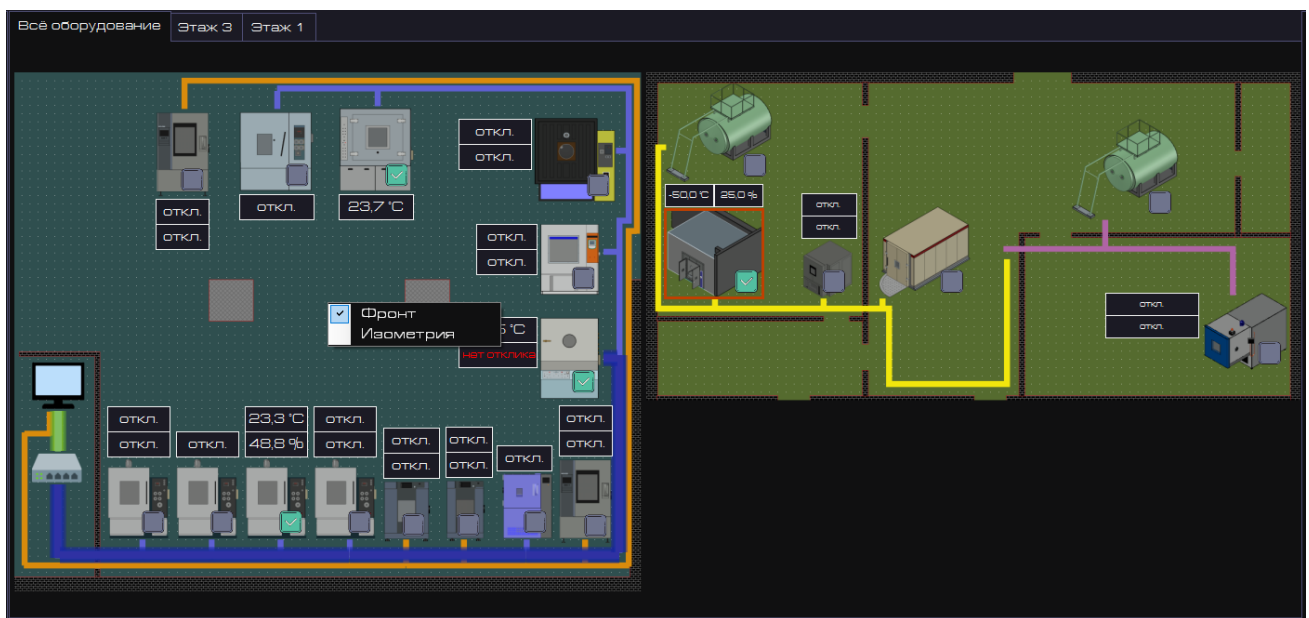 Всё оборудование Этаж 3 Этаж 1
откл.
откл.
откл.
откл.
откл.
23,7 °C
-50,0 °C 25,0 %
откл.
откл.
откл.
откл.
Фронт
Изометрия
5 °C
нет отклика
откл.
откл.
откл.
откл.
откл.
23,3 °C
48,8 %
откл.
откл.
откл.
откл.
откл.
откл.
откл.
откл.
откл.